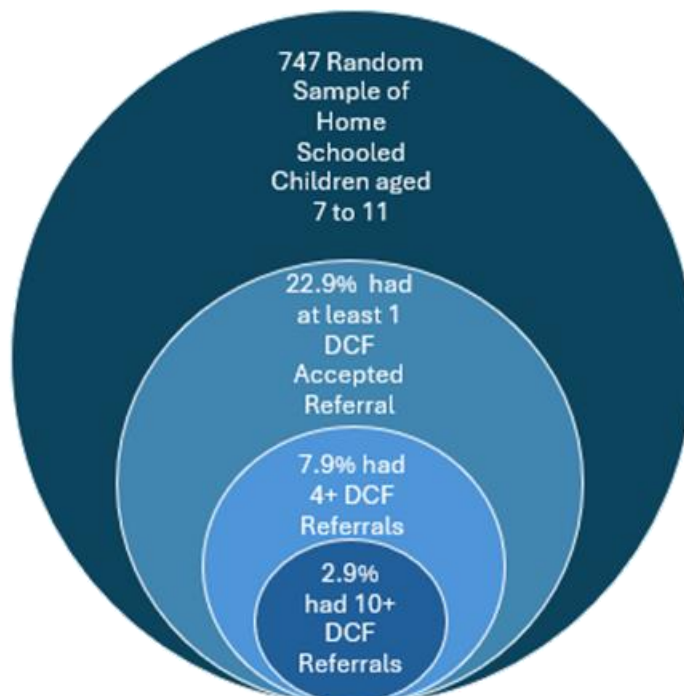 747 Random
Sample of
Home
Schooled
Children aged
7 to 11
22.9% had
at least 1
DCF
Accepted
Referral
7.9% had
4+ DCF
Referrals
2.9%
had 10+
DCF
Referrals